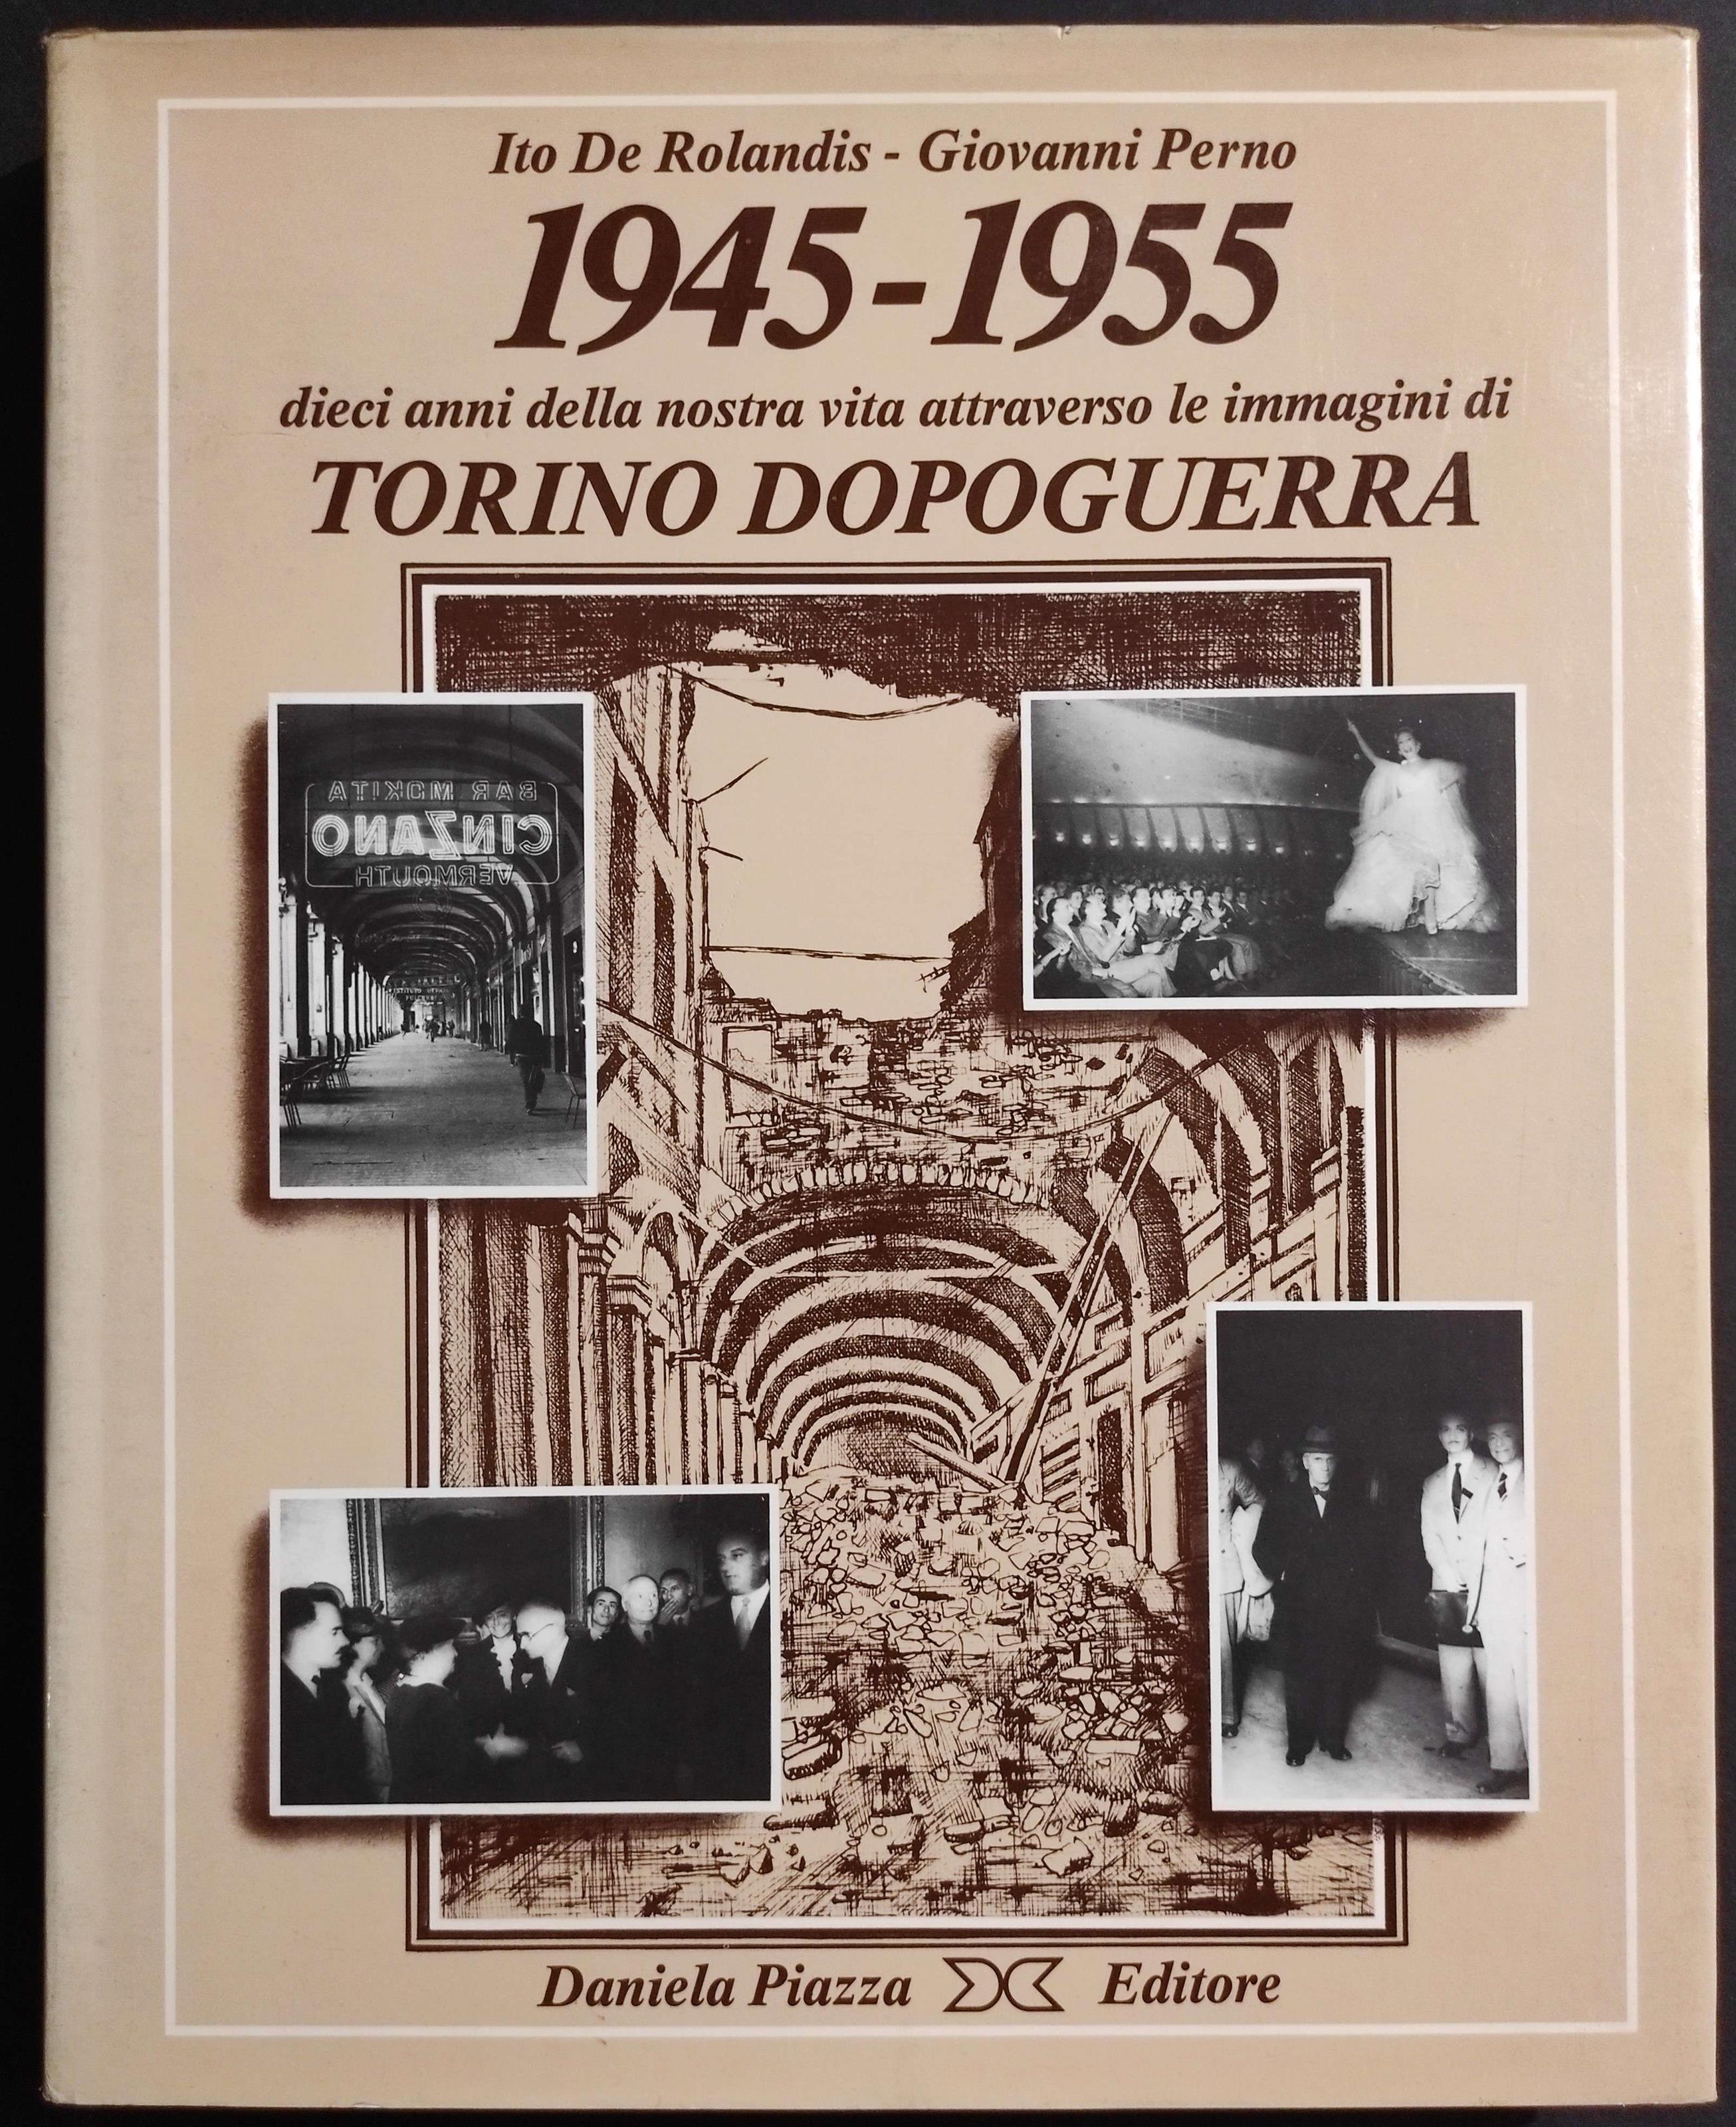 Ito De Rolandis - Giovanni Perno
1945-1955
dieci anni della nostra vita attraverso le immagini di
TORINO DOPOGUERRA
BAR MOKITA
CINZANO
VERMOUTH
Daniela Piazza Editore